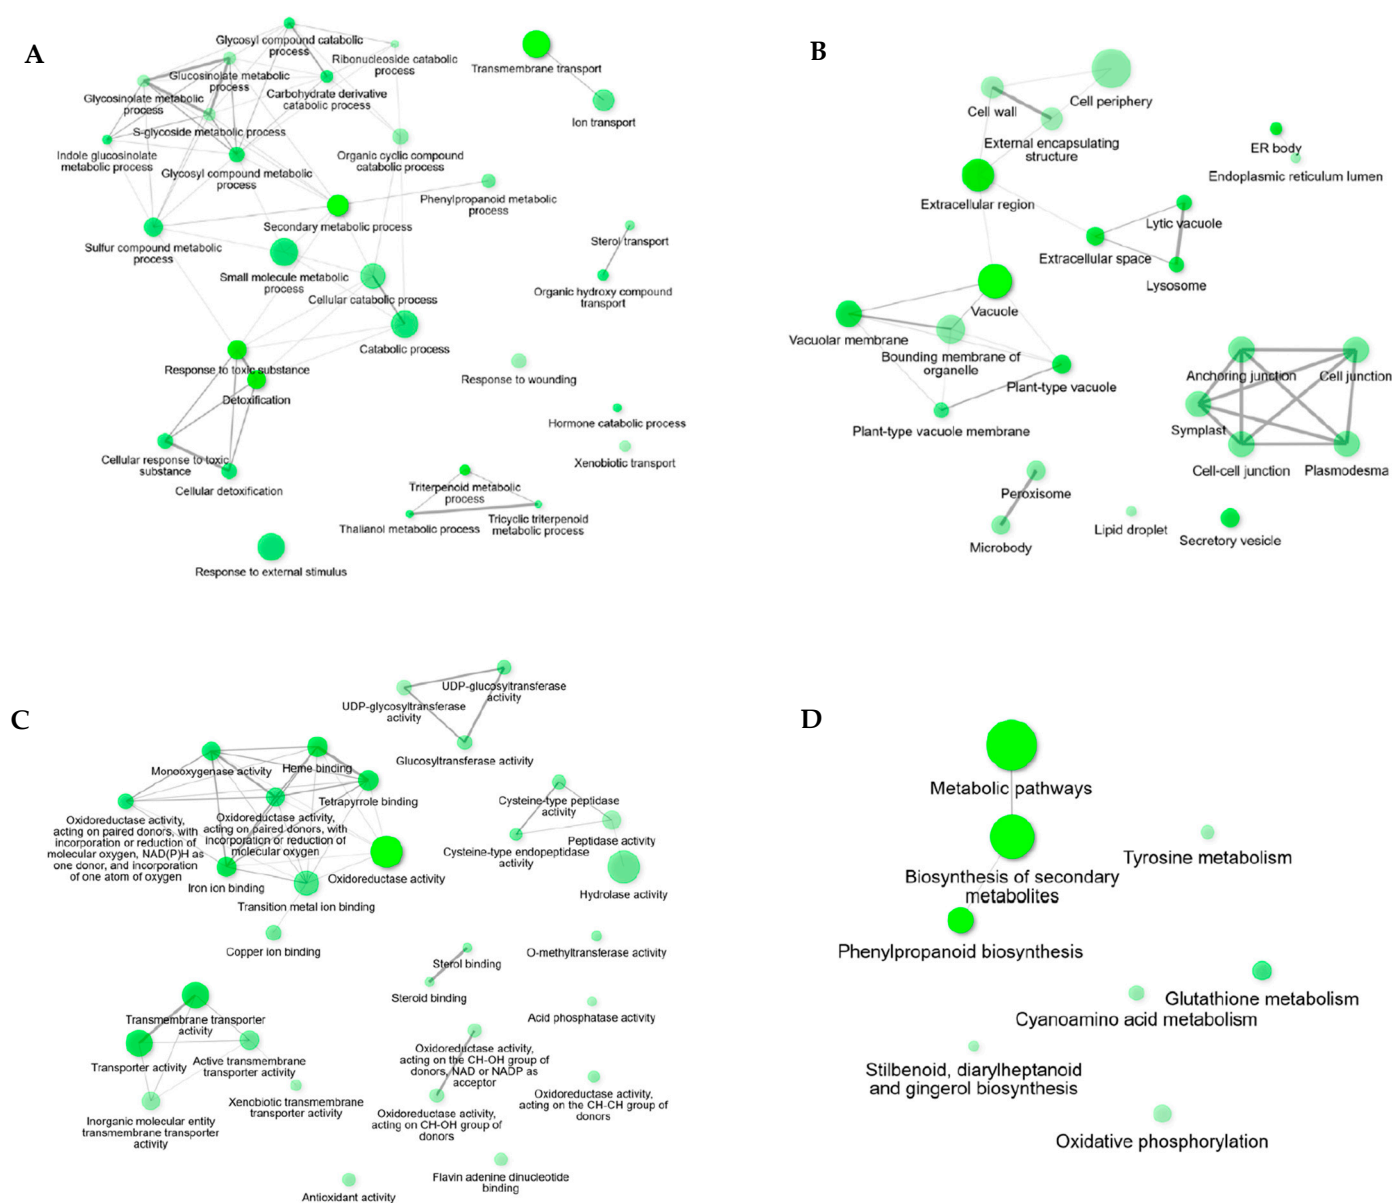 A
Glycosyl compound catabolic
process
Ribonucleoside catabolic
process
Transmembrane transport
Glucosinolate metabolic
process
Glycosinolate metabolic
process
Carbohydrate derivative
catabolic process
Ion transport
S-glycoside metabolic process
Indole glucosinolate
metabolic process
Glycosyl compound metabolic
process
Organic cyclic compound
catabolic process
Phenylpropanoid metabolic
process
Secondary metabolic process
Sulfur compound metabolic
process
Sterol transport
Small molecule metabolic
process
Cellular catabolic process
Organic hydroxy compound
transport
Catabolic process
Response to toxic substance
Response to wounding
Detoxification
Hormone catabolic process
Cellular response to toxic
substance
Xenobiotic transport
Cellular detoxification
Triterpenoid metabolic
process
Thalianol metabolic process
Tricyclic triterpenoid
metabolic process
Response to external stimulus
B
Cell periphery
Cell wall
External encapsulating
structure
ER body
Endoplasmic reticulum lumen
Extracellular region
Lytic vacuole
Extracellular space
Lysosome
Vacuole
Vacuolar membrane
Bounding membrane of
organelle
Plant-type vacuole
Plant-type vacuole membrane
Anchoring junction
Cell junction
Symplast
Cell-cell junction
Plasmodesma
Peroxisome
Microbody
Lipid droplet
Secretory vesicle
C
UDP-glucosyltransferase
activity
UDP-glycosyltransferase
activity
Glucosyltransferase activity
Monooxygenase activity
Heme binding
Tetrapyrrole binding
Cysteine-type peptidase
activity
Oxidoreductase activity,
acting on paired donors, with
incorporation or reduction of
molecular oxygen, NAD(P)H as
one donor, and incorporation
of one atom of oxygen
Oxidoreductase activity,
acting on paired donors, with
incorporation or reduction of
molecular oxygen
Peptidase activity
Cysteine-type endopeptidase
activity
Oxidoreductase activity
Iron ion binding
Hydrolase activity
Transition metal ion binding
Copper ion binding
O-methyltransferase activity
Sterol binding
Steroid binding
Acid phosphatase activity
Transmembrane transporter
activity
Transporter activity
Active transmembrane
transporter activity
Oxidoreductase activity,
acting on the CH-OH group of
donors, NAD or NADP as
acceptor
Xenobiotic transmembrane
transporter activity
Oxidoreductase activity,
acting on the CH-CH group of
donors
Inorganic molecular entity
transmembrane transporter
activity
Oxidoreductase activity,
acting on CH-OH group of
donors
Flavin adenine dinucleotide
binding
Antioxidant activity
D
Metabolic pathways
Tyrosine metabolism
Biosynthesis of secondary
metabolites
Phenylpropanoid biosynthesis
Glutathione metabolism
Cyanoamino acid metabolism
Stilbenoid, diarylheptanoid
and gingerol biosynthesis
Oxidative phosphorylation